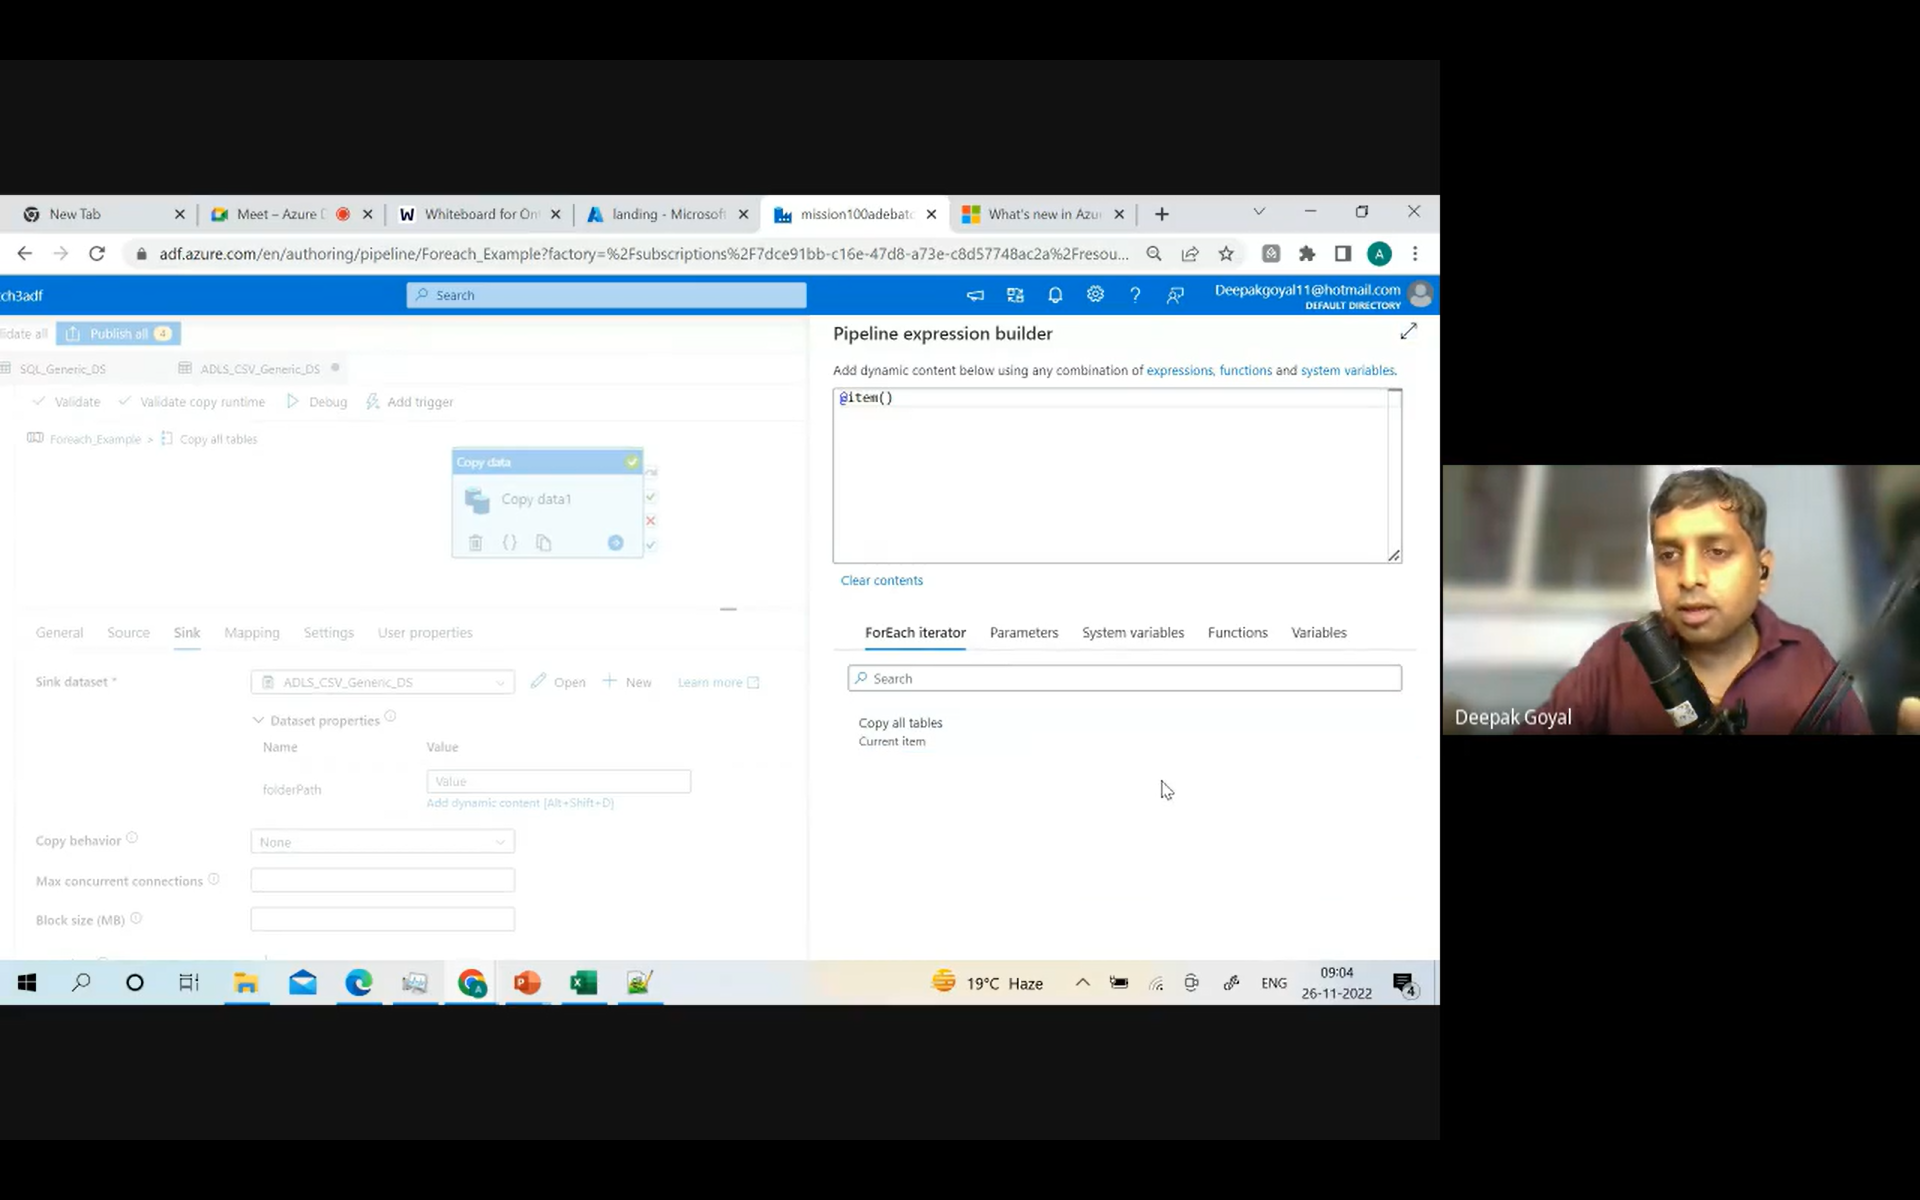 New Tab
Meet – Azure D
Whiteboard for On
landing - Microsoft
mission100adebatc
What's new in Azu
adf.azure.com/en/authoring/pipeline/Foreach_Example?factory=%2Fsubscriptions%2F7dce91bb-c16e-47d8-a73e-c8d57748ac2a%2Fresou...
A
ch3adf
Search
Deepakgoyal11@hotmail.com
DEFAULT DIRECTORY
idate all
Publish all 4
SQL_Generic_DS
ADLS_CSV_Generic_DS
Validate
Validate copy runtime
Debug
Add trigger
Foreach_Example > Copy all tables
Copy data
Copy data1
General
Source
Sink
Mapping
Settings
User properties
Sink dataset *
ADLS_CSV_Generic_DS
Open
New
Learn more
Dataset properties
Name
Value
folderPath
Value
Add dynamic content [Alt+Shift+D]
Copy behavior
None
Max concurrent connections
Block size (MB)
Pipeline expression builder
Add dynamic content below using any combination of expressions, functions and system variables.
@item()
Clear contents
ForEach iterator
Parameters
System variables
Functions
Variables
Search
Copy all tables
Current item
Deepak Goyal
19°C Haze
ENG
09:04
26-11-2022
4